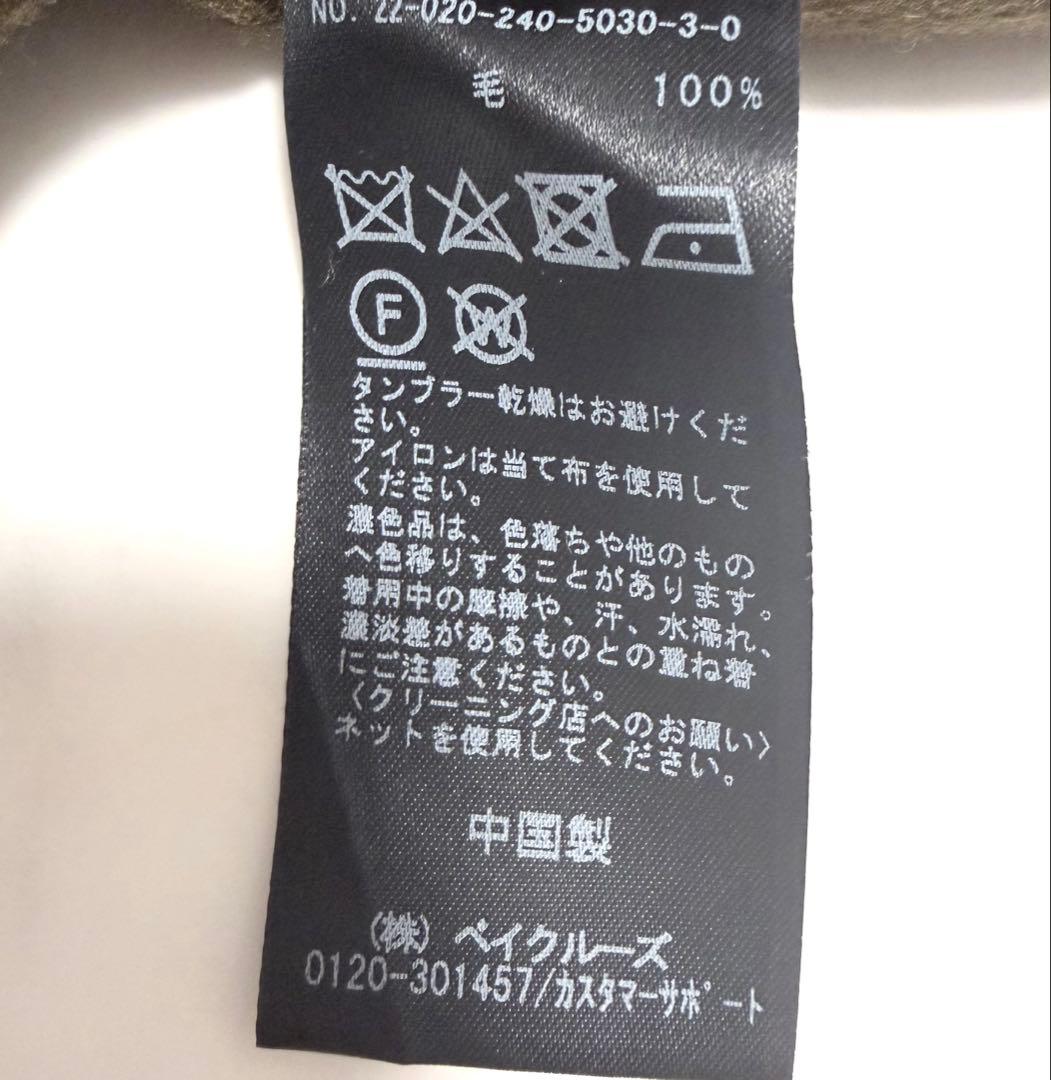 NO. 22-020-240-5030-3-0
毛 100%
F W
タンブラー乾燥はお避けくだ
さい。
アイロンは当て布を使用して
ください。
濃色品は、色落ちや他のもの
へ色移りすることがあります。
着用中の摩擦や、汗、水濡れ、
濃淡差があるものとの重ね着
にご注意ください。
〈クリーニング店へのお願い〉
ネットを使用してください。
中国製
(株) ベイクルーズ
0120-301457/カスタマーサポート